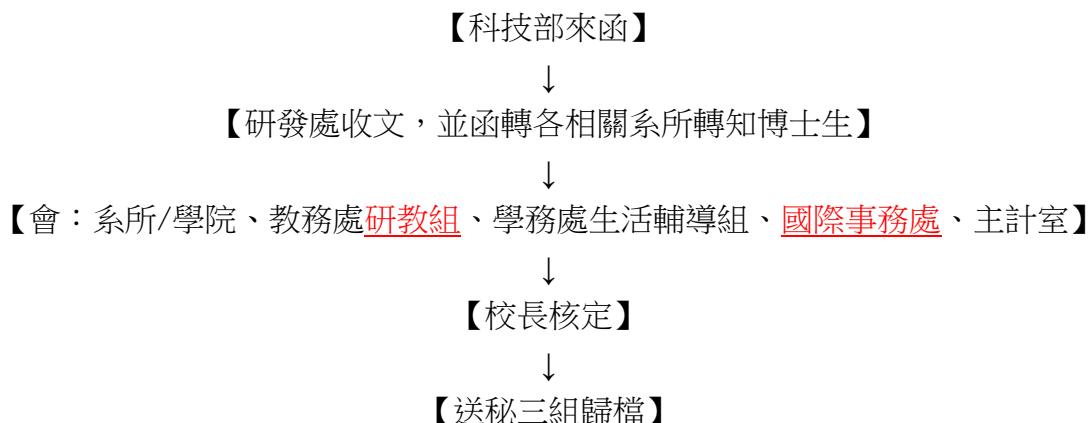 【科技部來函】
↓
【研發處收文，並函轉各相關系所轉知博士生】
↓
【會：系所/學院、教務處研教組、學務處生活輔導組、國際事務處、主計室】
↓
【校長核定】
↓
【送秘三組歸檔】